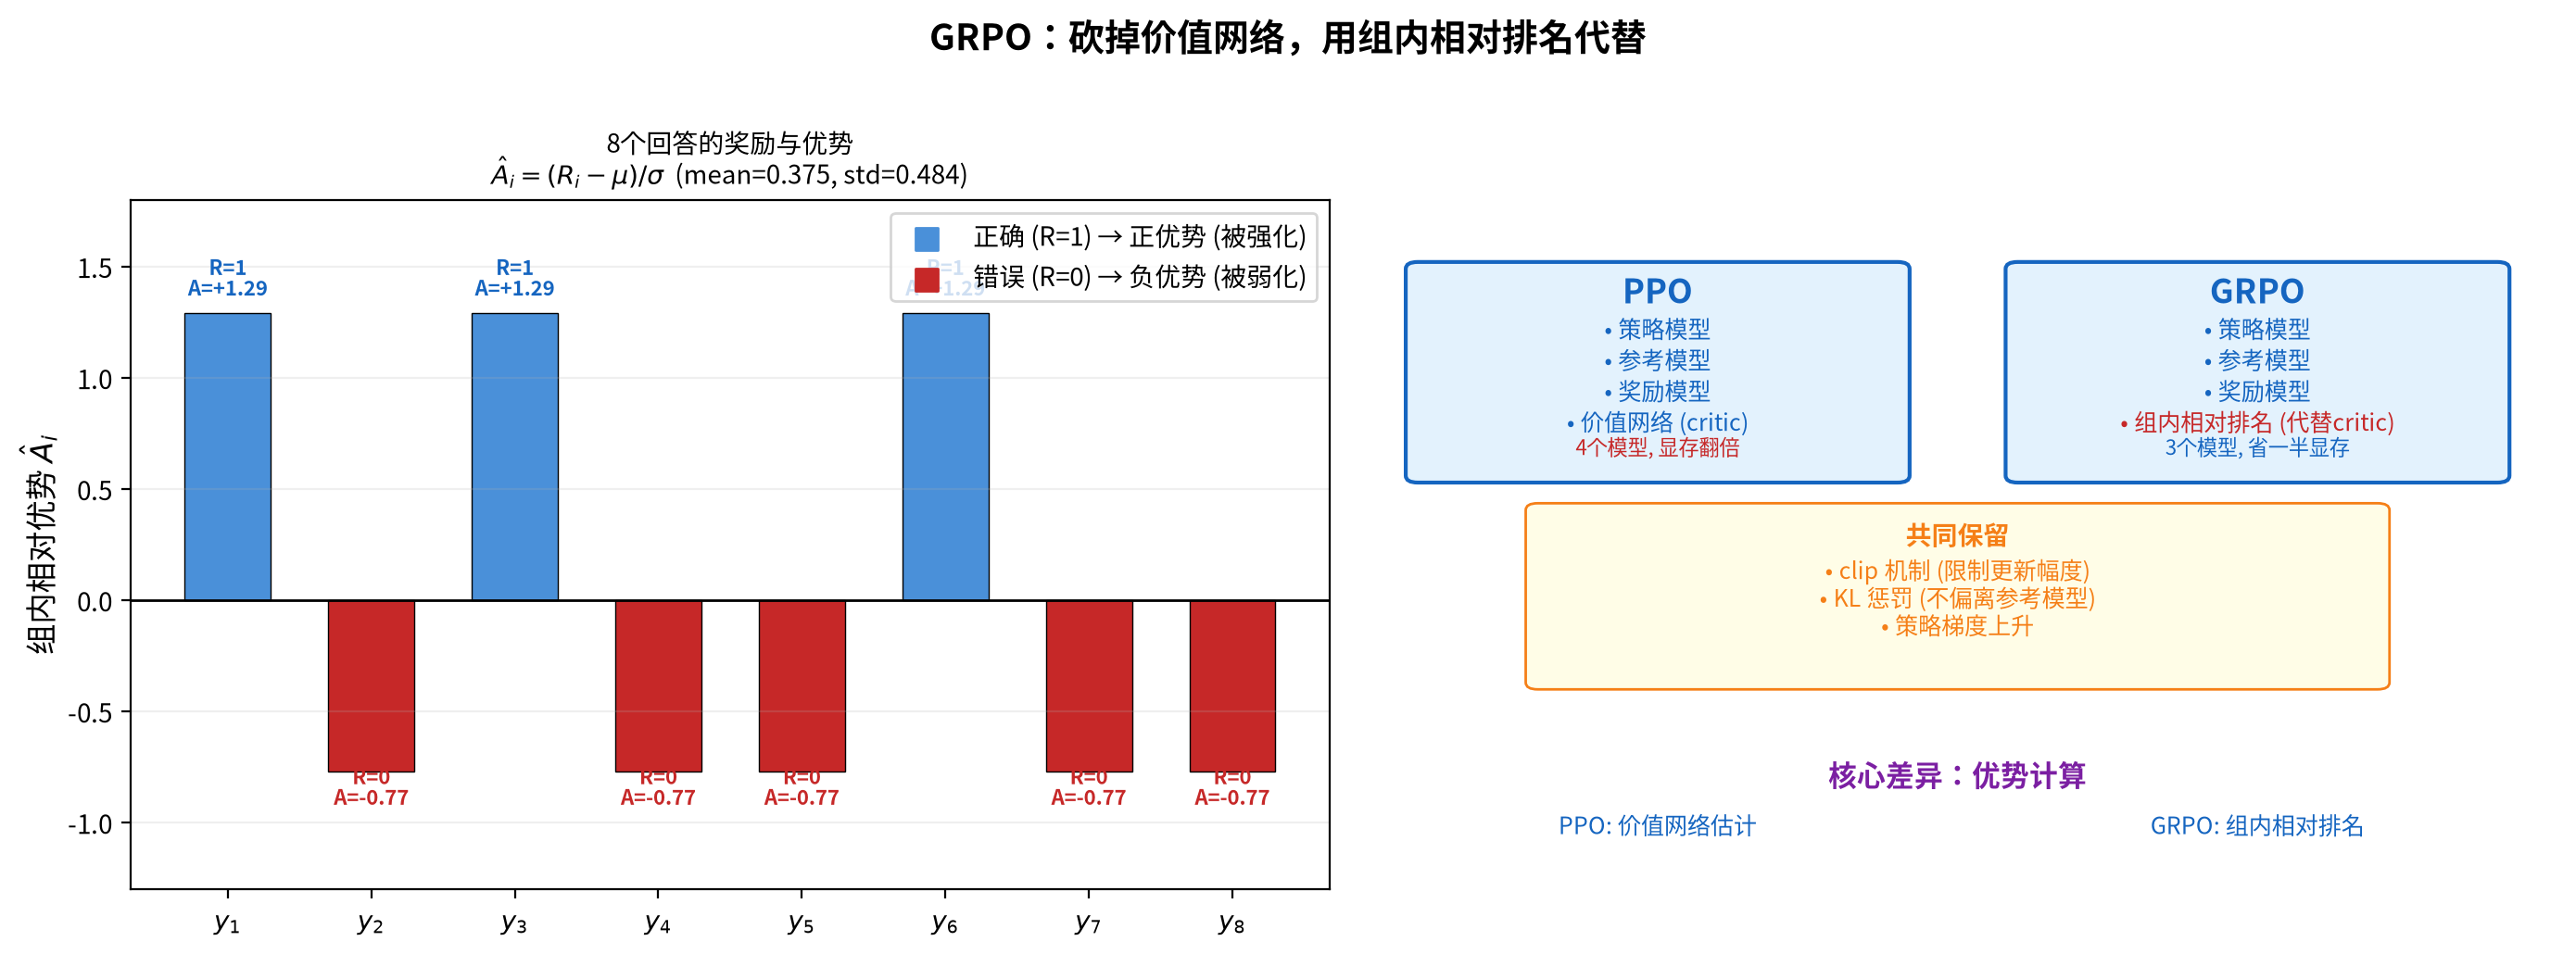 GRPO：砍掉价值网络，用组内相对排名代替
8个回答的奖励与优势
Â_i = (R_i − μ)/σ (mean=0.375, std=0.484)
组内相对优势 Â_i
1.5
1.0
0.5
0.0
-0.5
-1.0
正确 (R=1) → 正优势 (被强化)
错误 (R=0) → 负优势 (被弱化)
R=1
A=+1.29
R=1
A=+1.29
R=1
A=+1.29
R=0
A=-0.77
R=0
A=-0.77
R=0
A=-0.77
R=0
A=-0.77
R=0
A=-0.77
y₁
y₂
y₃
y₄
y₅
y₆
y₇
y₈
PPO
• 策略模型
• 参考模型
• 奖励模型
• 价值网络 (critic)
4个模型, 显存翻倍
GRPO
• 策略模型
• 参考模型
• 奖励模型
• 组内相对排名 (代替critic)
3个模型, 省一半显存
共同保留
• clip 机制 (限制更新幅度)
• KL 惩罚 (不偏离参考模型)
• 策略梯度上升
核心差异：优势计算
PPO: 价值网络估计
GRPO: 组内相对排名